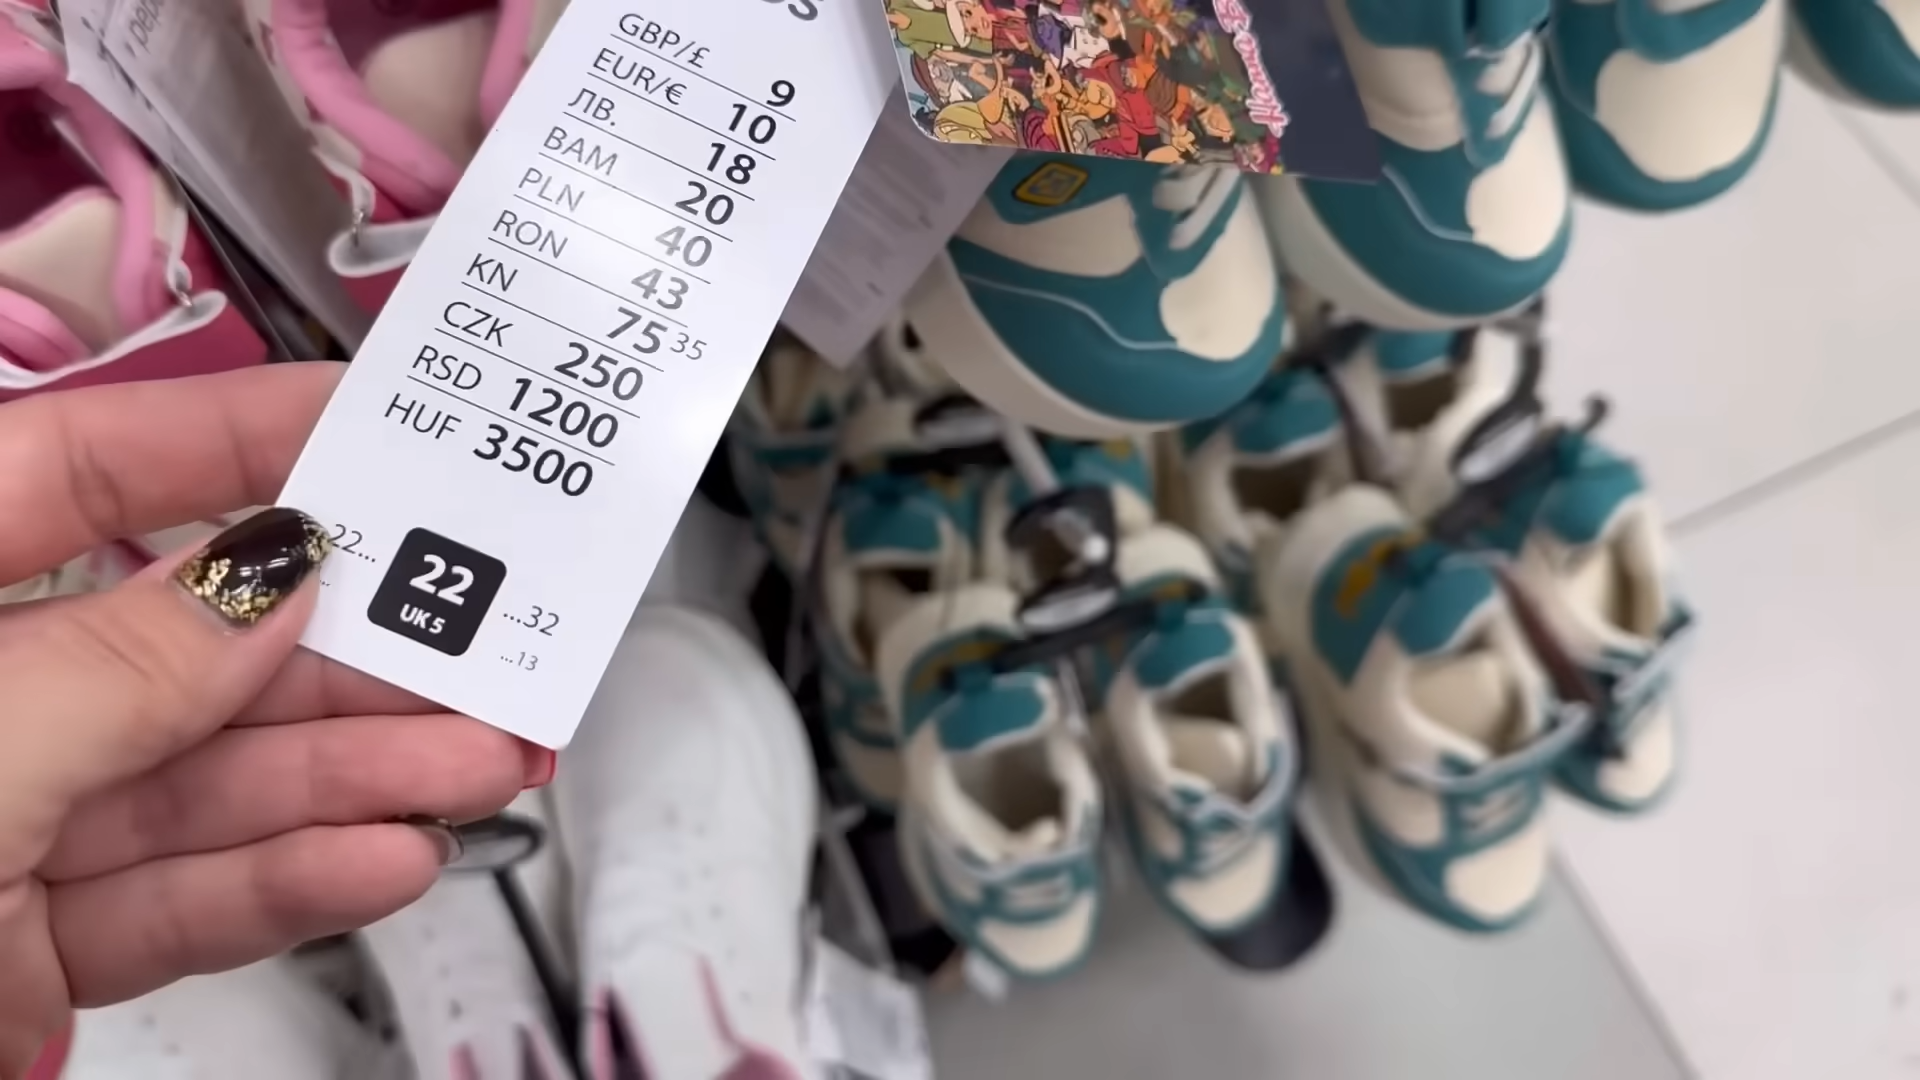 GBP/£ 9
EUR/€ 10
ЛВ. 18
BAM 20
PLN 40
RON 43
KN 75 35
CZK 250
RSD 1200
HUF 3500
22...
22
UK 5
...32
...13
Hanna B